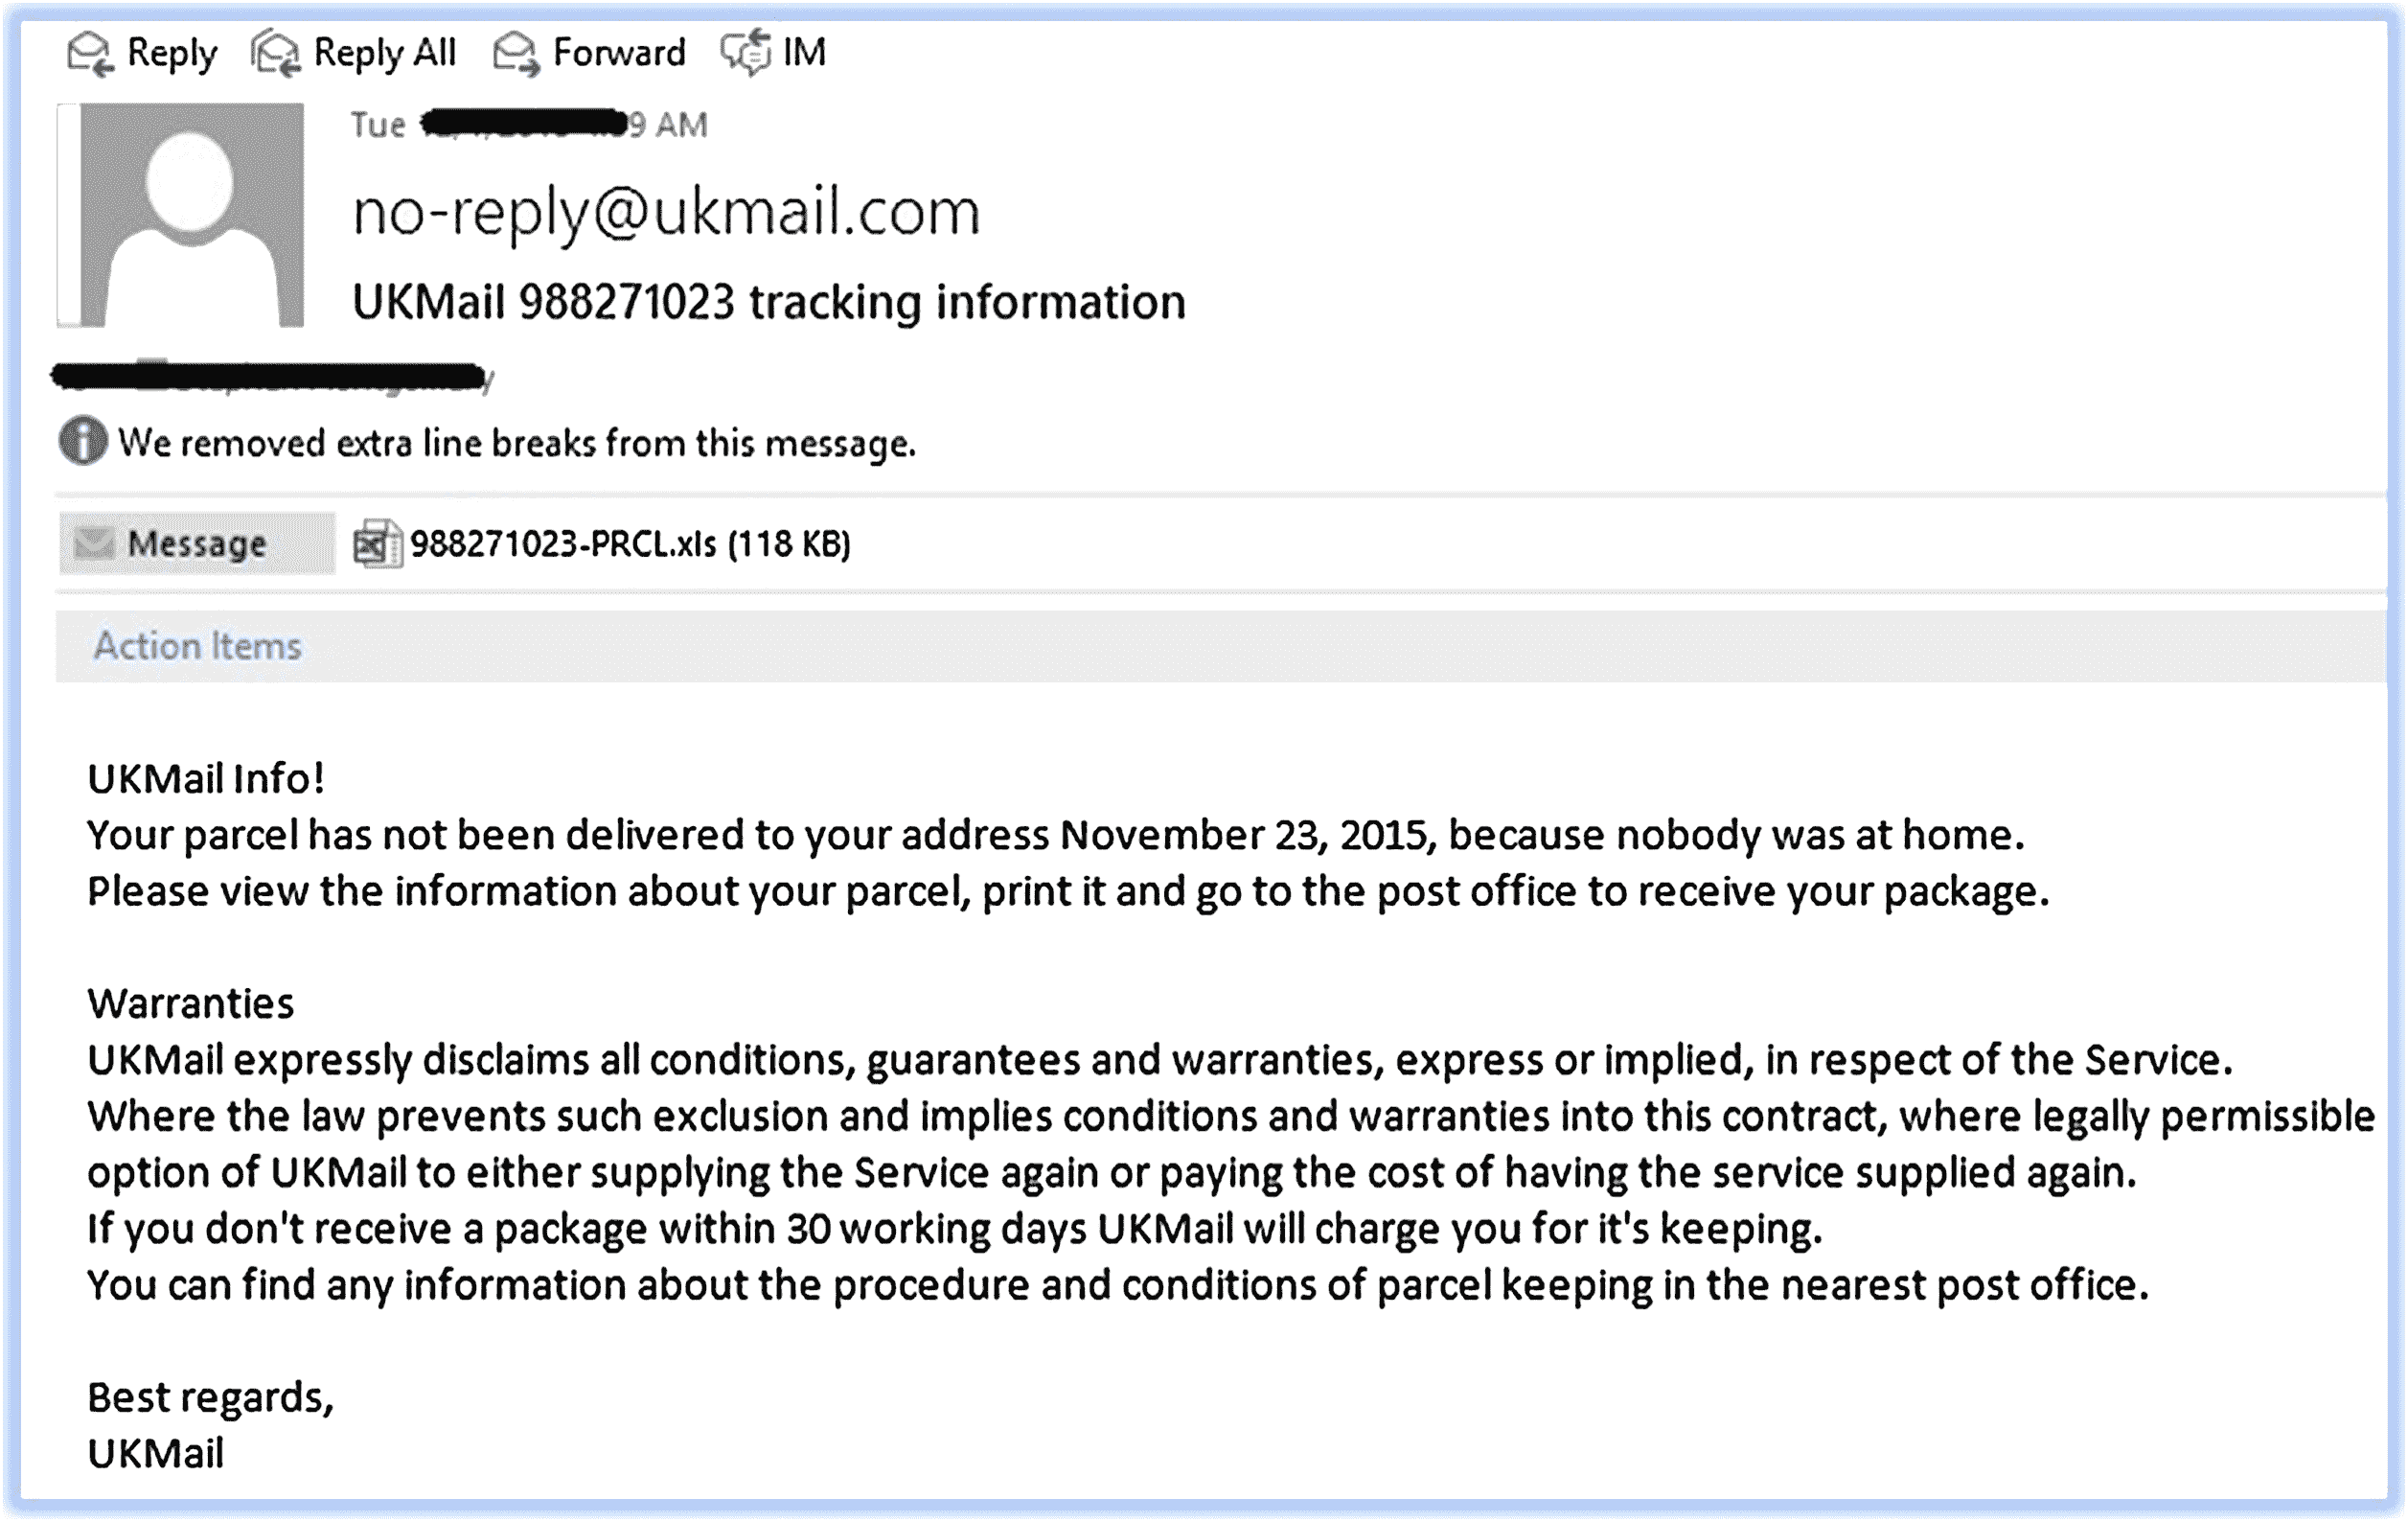 Reply Reply All Forward IM
Tue 9 AM
no-reply@ukmail.com
UKMail 988271023 tracking information
We removed extra line breaks from this message.
Message 988271023-PRCL.xls (118 KB)
Action Items
UKMail Info!
Your parcel has not been delivered to your address November 23, 2015, because nobody was at home.
Please view the information about your parcel, print it and go to the post office to receive your package.
Warranties
UKMail expressly disclaims all conditions, guarantees and warranties, express or implied, in respect of the Service.
Where the law prevents such exclusion and implies conditions and warranties into this contract, where legally permissible
option of UKMail to either supplying the Service again or paying the cost of having the service supplied again.
If you don't receive a package within 30 working days UKMail will charge you for it's keeping.
You can find any information about the procedure and conditions of parcel keeping in the nearest post office.
Best regards,
UKMail